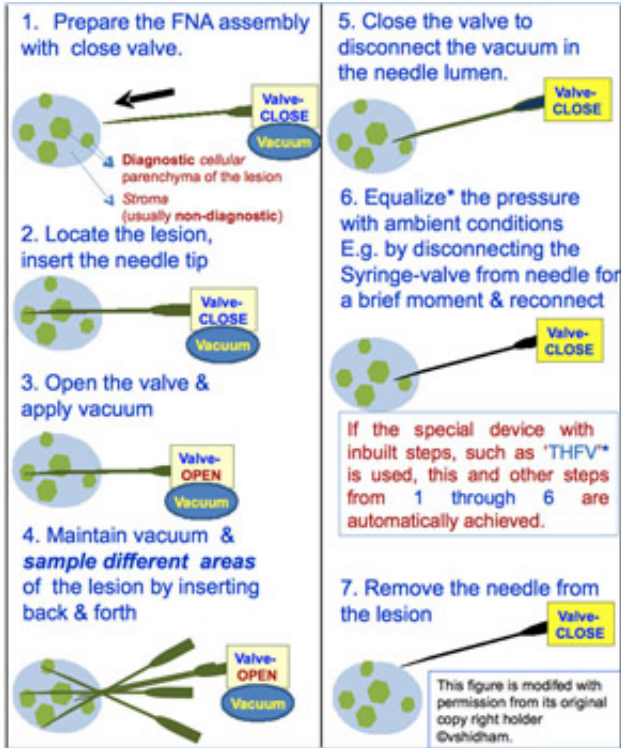 1. Prepare the FNA assembly
with close valve.
Valve-
CLOSE
Vacuum
Diagnostic cellular
parenchyma of the lesion
Stroma
(usually non-diagnostic)
2. Locate the lesion,
insert the needle tip
Valve-
CLOSE
Vacuum
3. Open the valve &
apply vacuum
Valve-
OPEN
Vacuum
4. Maintain vacuum &
sample different areas
of the lesion by inserting
back & forth
Valve-
OPEN
Vacuum
5. Close the valve to
disconnect the vacuum in
the needle lumen.
Valve-
CLOSE
6. Equalize* the pressure
with ambient conditions
E.g. by disconnecting the
Syringe-valve from needle for
a brief moment & reconnect
Valve-
CLOSE
If the special device with
inbuilt steps, such as 'THFV'*
is used, this and other steps
from 1 through 6 are
automatically achieved.
7. Remove the needle from
the lesion
Valve-
CLOSE
This figure is modifed with
permission from its original
copy right holder
©vshidham.